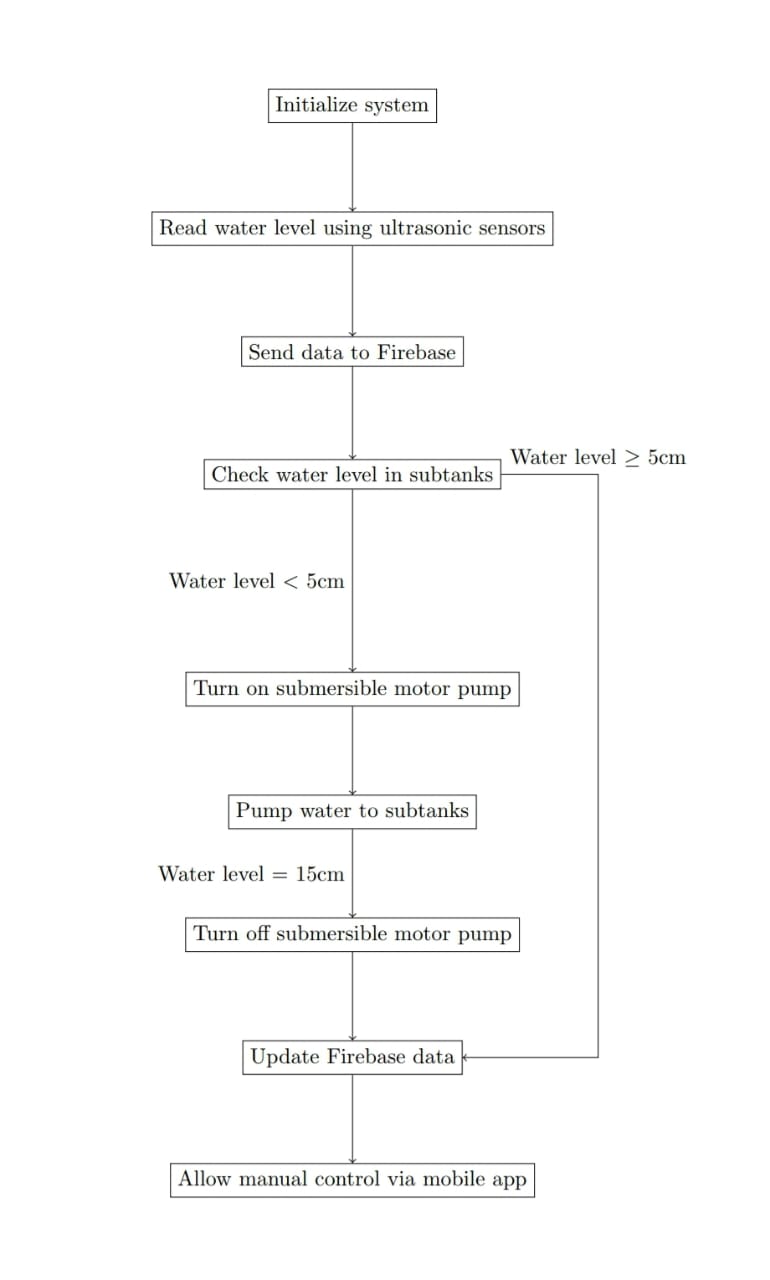 Initialize system
Read water level using ultrasonic sensors
Send data to Firebase
Water level ≥ 5cm
Check water level in subtanks
Water level < 5cm
Turn on submersible motor pump
Pump water to subtanks
Water level = 15cm
Turn off submersible motor pump
Update Firebase data
Allow manual control via mobile app